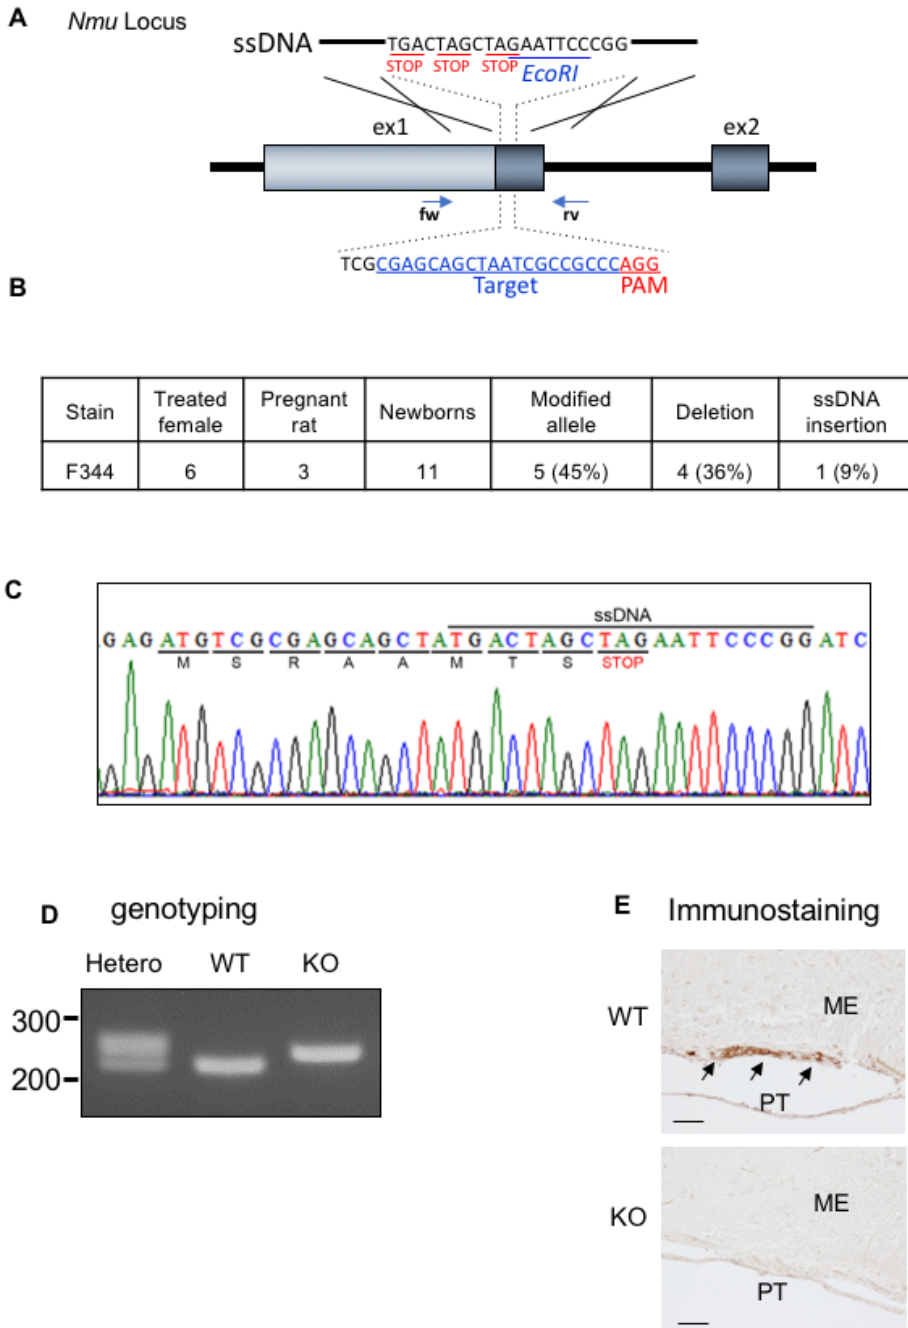 A
Nmu Locus
ssDNA TGACTAGCTAGAATTCCCGG
STOP STOP STOP EcoRI
ex1 ex2
fw rv
TCGCGAGCAGCTAATCGCCGCCCAGG
Target PAM
B
Stain Treated female Pregnant rat Newborns Modified allele Deletion ssDNA insertion
F344 6 3 11 5 (45%) 4 (36%) 1 (9%)
C
ssDNA
GAGATGTCGCGAGCAGCTATGACTAGCTAGAATTCCCGGATC
M S R A A M T S STOP
D genotyping
Hetero WT KO
300
200
E Immunostaining
WT
ME
PT
KO
ME
PT